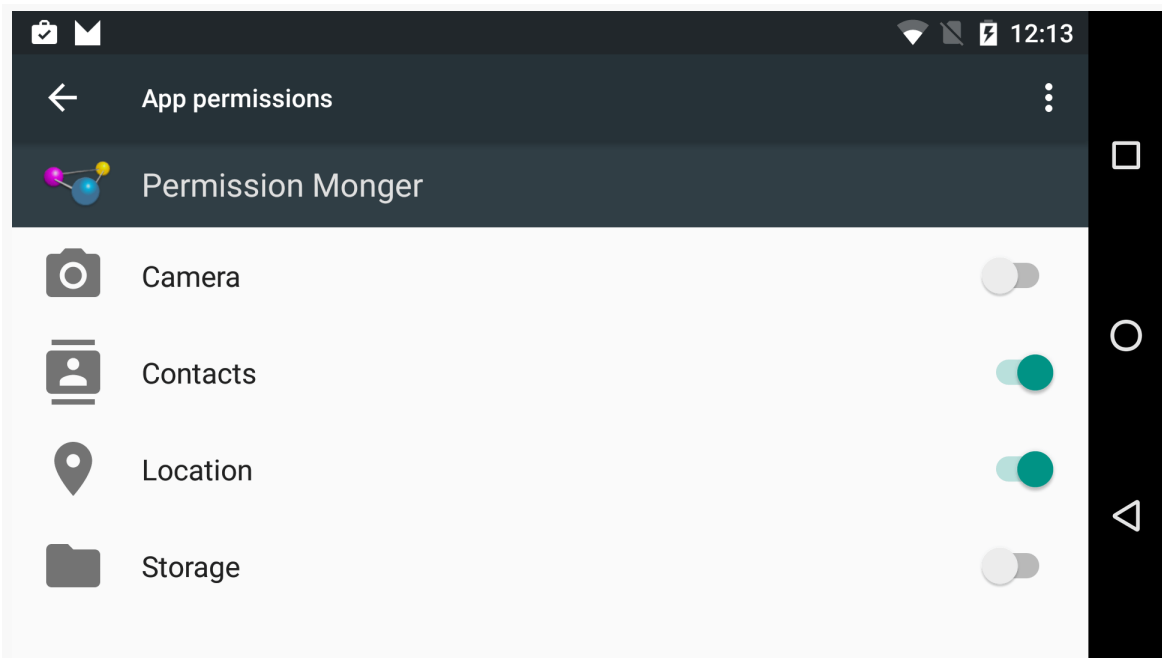 12:13
App permissions
Permission Monger
Camera
Contacts
Location
Storage